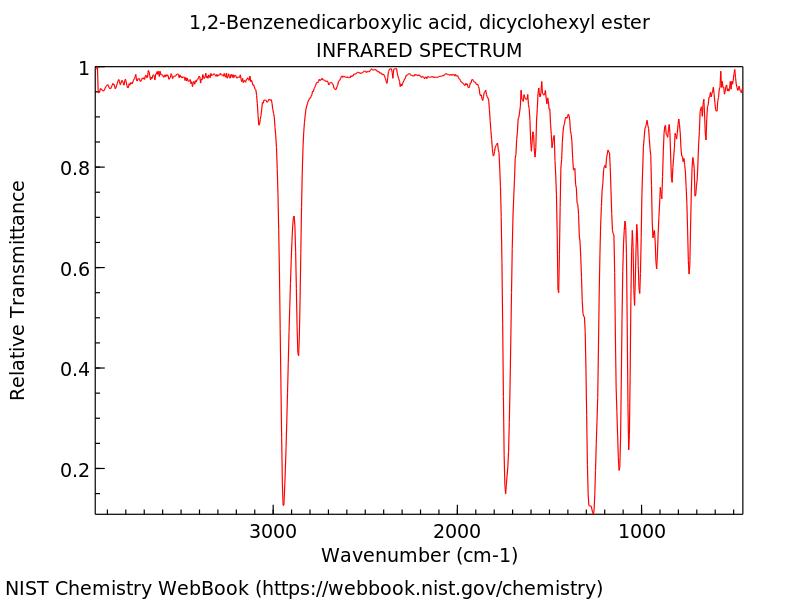 1,2-Benzenedicarboxylic acid, dicyclohexyl ester
INFRARED SPECTRUM
1
0.8
0.6
0.4
0.2
Relative Transmittance
3000 2000 1000
Wavenumber (cm-1)
NIST Chemistry WebBook (https://webbook.nist.gov/chemistry)